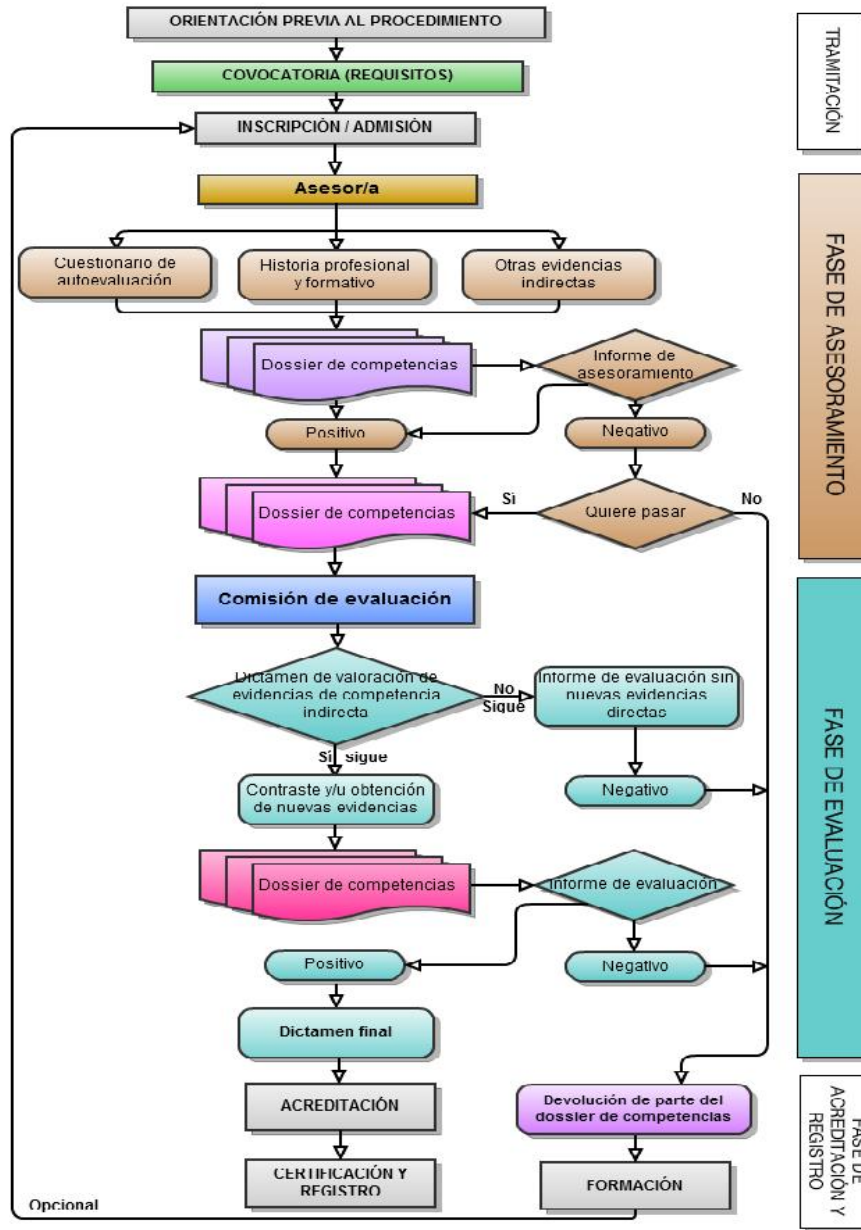 ORIENTACIÓN PREVIA AL PROCEDIMIENTO
COVOCATORIA (REQUISITOS)
INSCRIPCIÓN / ADMISIÓN
TRAMITACIÓN
Asesor/a
Cuestionario de
autoevaluación
Historia profesional
y formativo
Otras evidencias
indirectas
Dossier de competencias
Informe de
asesoramiento
Positivo
Negativo
Dossier de competencias
Sì
Quiere pasar
No
FASE DE ASESORAMIENTO
Comisión de evaluación
Dictamen de valoración de
evidencias de competencia
indirecta
No
Sigue
Informe de evaluación sin
nuevas evidencias
directas
Sí sigue
Negativo
Contraste y/u obtención
de nuevas evidencias
Dossier de competencias
Informe de evaluación
Positivo
Negativo
Dictamen final
FASE DE EVALUACIÓN
ACREDITACIÓN
Devolución de parte del
dossier de competencias
CERTIFICACIÓN Y
REGISTRO
FORMACIÓN
Opcional
FASE DE
ACREDITACIÓN Y
REGISTRO